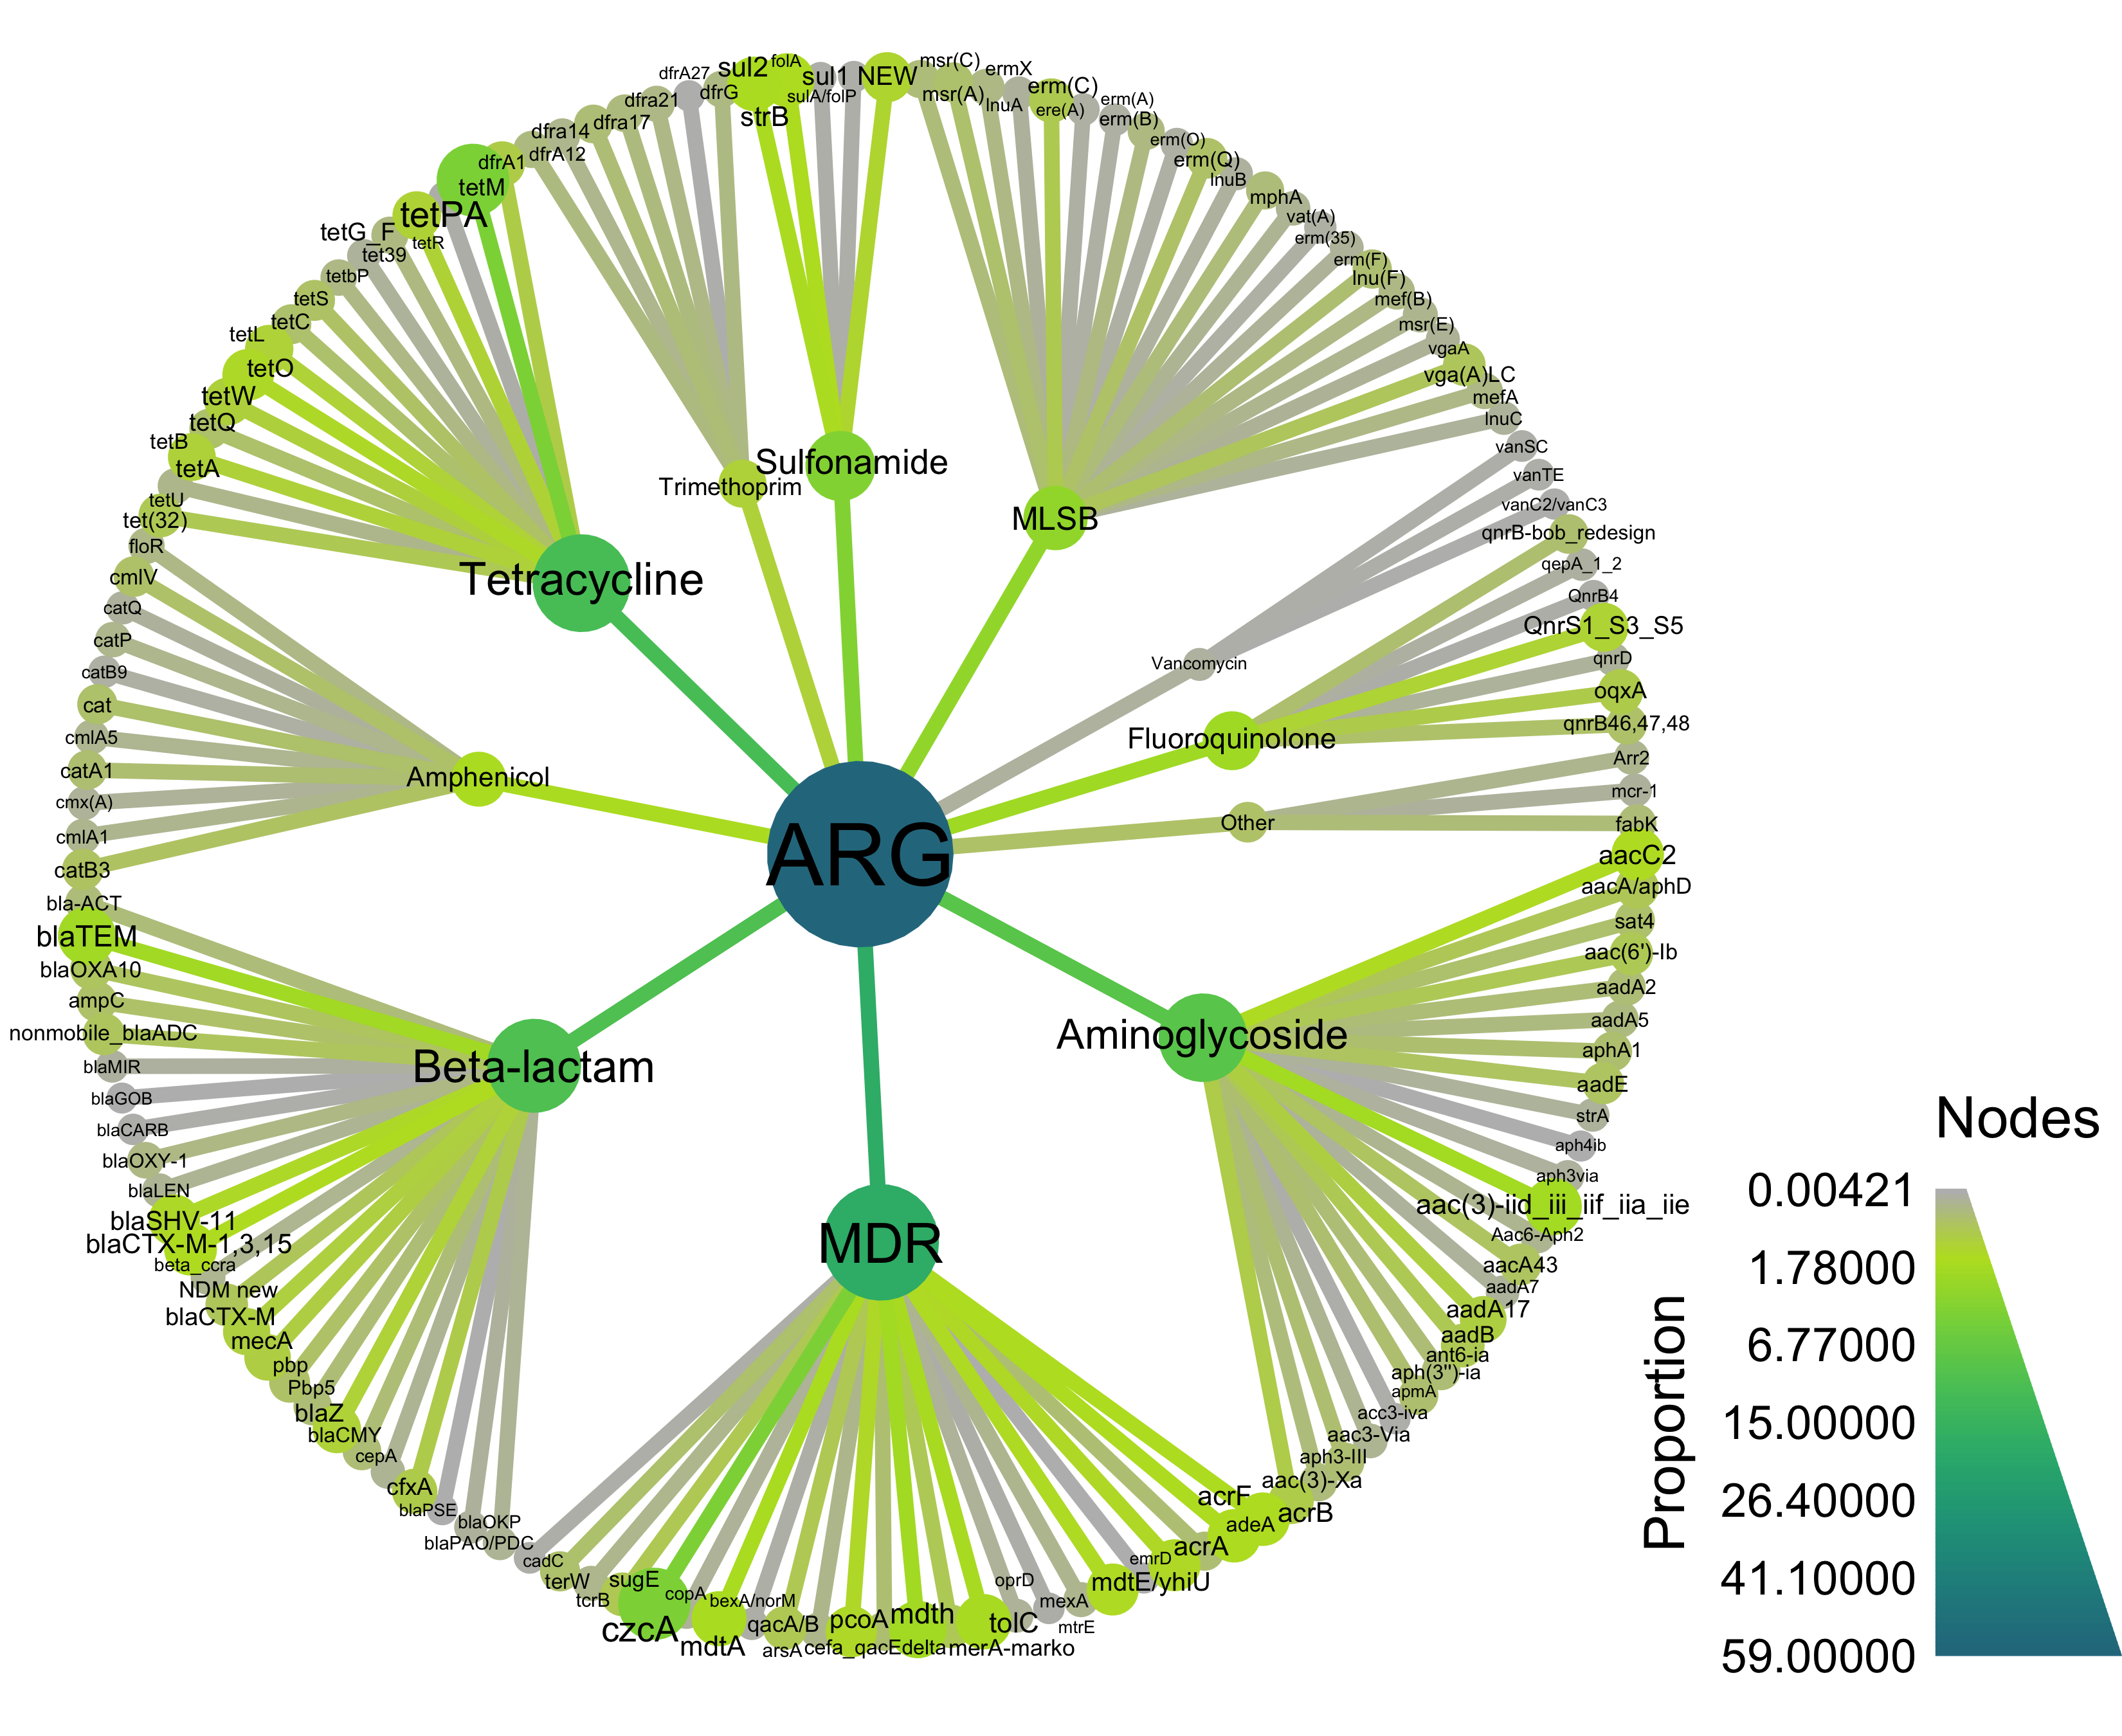 ARG
Tetracycline
tet(32)
tetU
tetA
tetB
tetQ
tetW
tetO
tetL
tetC
tetS
tetbP
tet39
tetG_F
tetR
tetPA
tetM
dfrA1
Trimethoprim
dfrA12
dfra14
dfra17
dfra21
dfrA27
dfrG
Sulfonamide
sul2
strB
folA
sul1
sulA/folP
NEW
MLSB
msr(C)
msr(A)
ermX
lnuA
erm(C)
ere(A)
erm(A)
erm(B)
erm(O)
erm(Q)
lnuB
mphA
vat(A)
erm(35)
erm(F)
lnu(F)
mef(B)
msr(E)
vgaA
vga(A)LC
mefA
lnuC
Vancomycin
vanSC
vanTE
vanC2/vanC3
Fluoroquinolone
qnrB-bob_redesign
qepA_1_2
QnrB4
QnrS1_S3_S5
qnrD
oqxA
qnrB46,47,48
Other
Arr2
mcr-1
fabK
Aminoglycoside
aacC2
aacA/aphD
sat4
aac(6')-Ib
aadA2
aadA5
aphA1
aadE
strA
aph4ib
aph3via
aac(3)-iid_iii_iif_iia_iie
Aac6-Aph2
aacA43
aadA7
aadA17
aadB
ant6-ia
aph(3")-ia
apmA
acc3-iva
aac3-Via
aph3-III
aac(3)-Xa
MDR
acrB
acrF
adeA
acrA
emrD
mdtE/yhiU
mtrE
mexA
oprD
tolC
merA-marko
mdth
cefa_qacEdelta
pcoA
arsA
qacA/B
bexA/norM
mdtA
copA
czcA
sugE
tcrB
terW
cadC
Beta-lactam
blaPAO/PDC
blaOKP
blaPSE
cfxA
cepA
blaCMY
blaZ
Pbp5
pbp
mecA
blaCTX-M
NDM new
beta_ccra
blaCTX-M-1,3,15
blaSHV-11
blaLEN
blaOXY-1
blaCARB
blaGOB
blaMIR
nonmobile_blaADC
ampC
blaOXA10
blaTEM
bla-ACT
Amphenicol
catB3
cmlA1
cmx(A)
catA1
cmlA5
cat
catB9
catP
catQ
cmlV
floR
Nodes
Proportion
0.00421
1.78000
6.77000
15.00000
26.40000
41.10000
59.00000